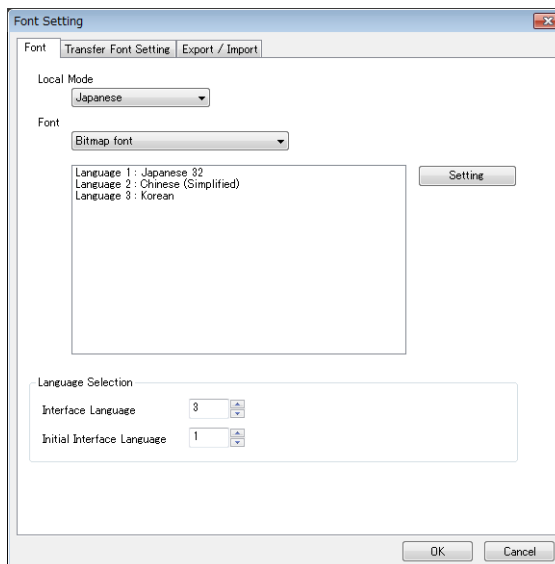 Font Setting
Font Transfer Font Setting Export / Import
Local Mode
Japanese
Font
Bitmap font
Language 1 : Japanese 32
Language 2 : Chinese (Simplified)
Language 3 : Korean
Setting
Language Selection
Interface Language 3
Initial Interface Language 1
OK Cancel